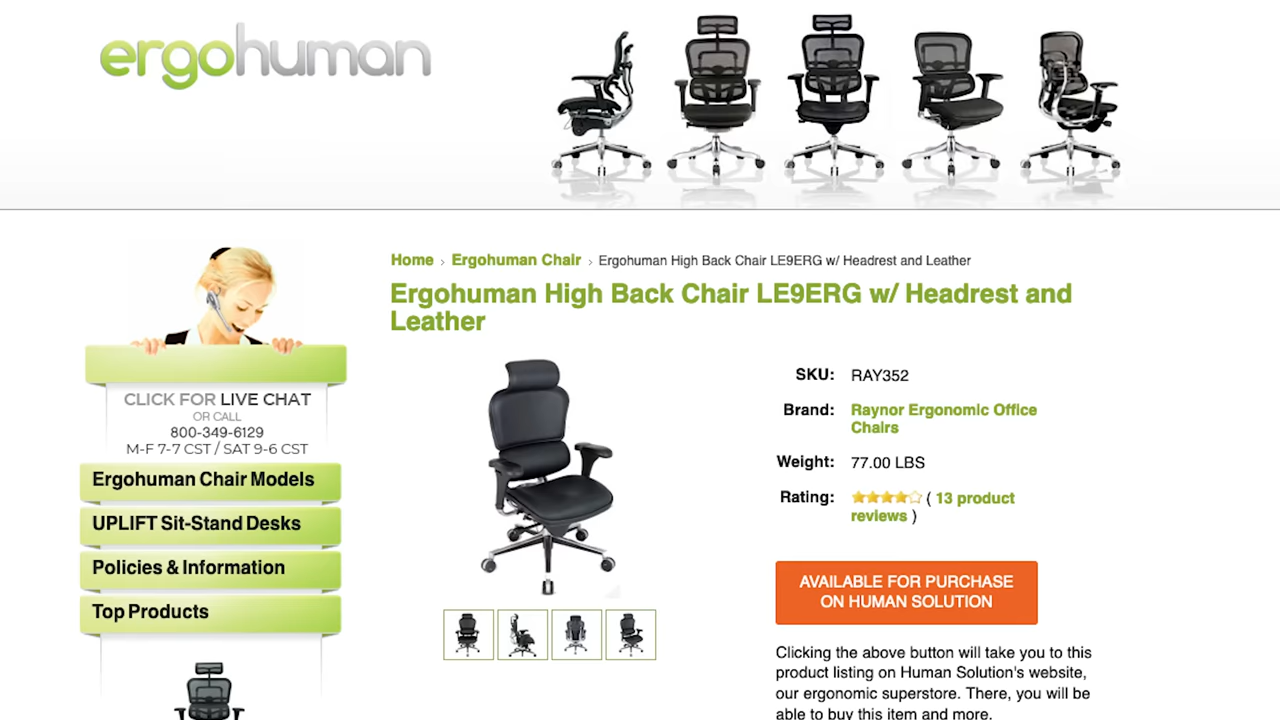 ergohuman
Home › Ergohuman Chair › Ergohuman High Back Chair LE9ERG w/ Headrest and Leather
Ergohuman High Back Chair LE9ERG w/ Headrest and
Leather
CLICK FOR LIVE CHAT
OR CALL
800-349-6129
M-F 7-7 CST / SAT 9-6 CST
Ergohuman Chair Models
UPLIFT Sit-Stand Desks
Policies & Information
Top Products
SKU: RAY352
Brand: Raynor Ergonomic Office
Chairs
Weight: 77.00 LBS
Rating: ( 13 product
reviews )
AVAILABLE FOR PURCHASE
ON HUMAN SOLUTION
Clicking the above button will take you to this
product listing on Human Solution's website,
our ergonomic superstore. There, you will be
able to buy this item and more.